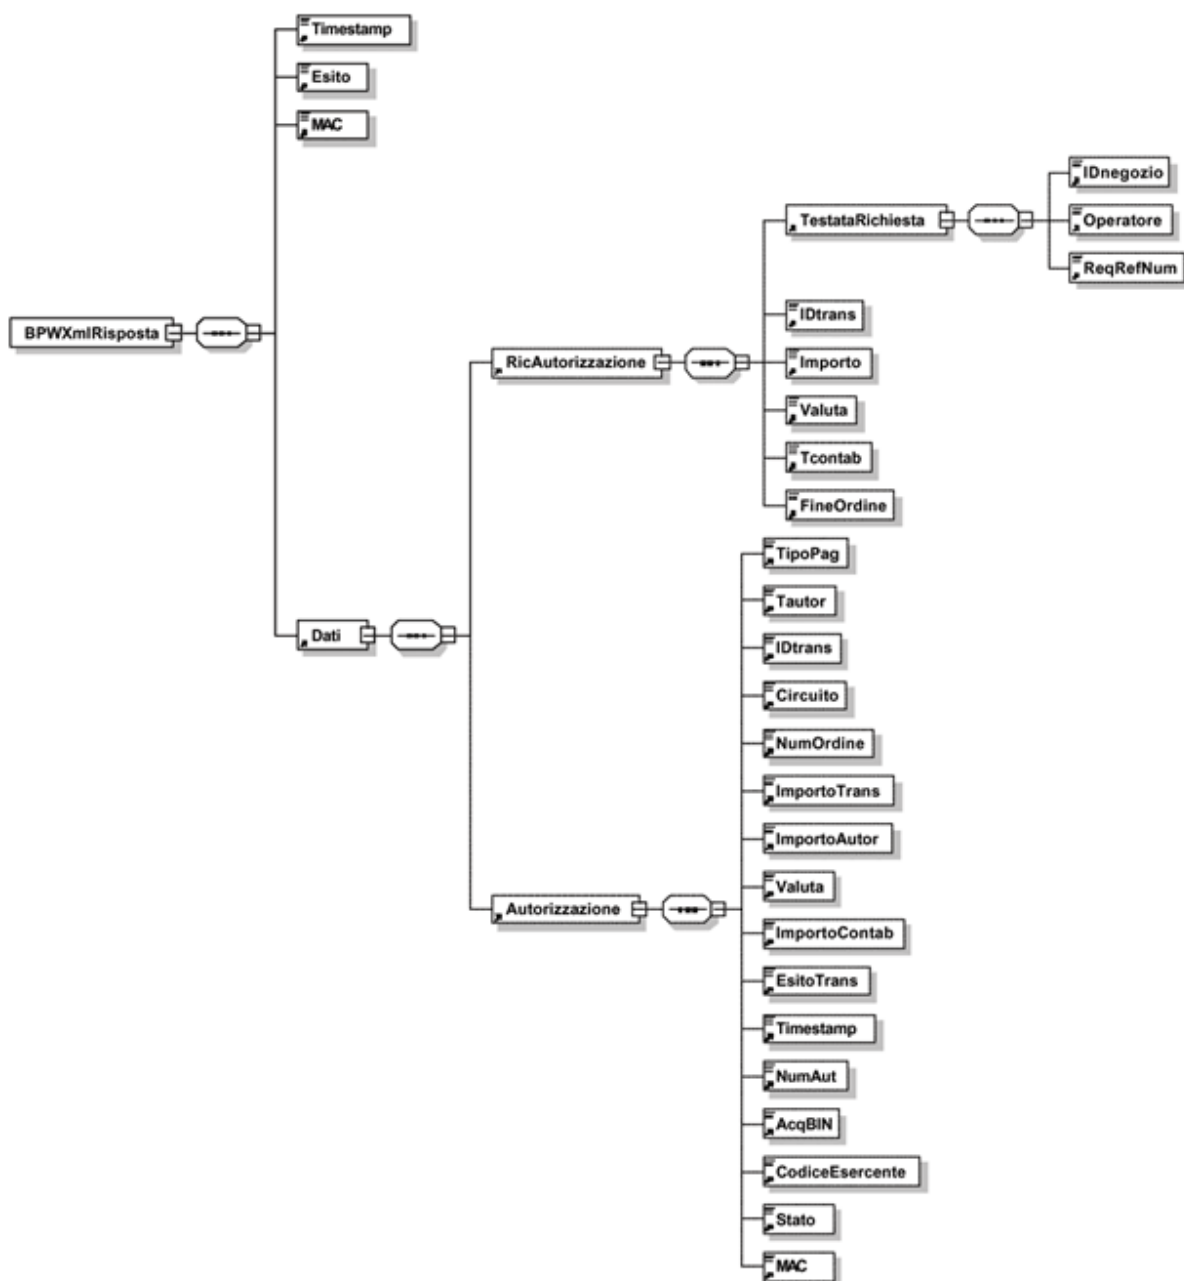 Timestamp
Esito
MAC
BPWXmlRisposta
Dati
RicAutorizzazione
TestataRichiesta
IDnegozio
Operatore
ReqRefNum
IDtrans
Importo
Valuta
Tcontab
FineOrdine
Autorizzazione
TipoPag
Tautor
IDtrans
Circuito
NumOrdine
ImportoTrans
ImportoAutor
Valuta
ImportoContab
EsitoTrans
Timestamp
NumAut
AcqBIN
CodiceEsercente
Stato
MAC